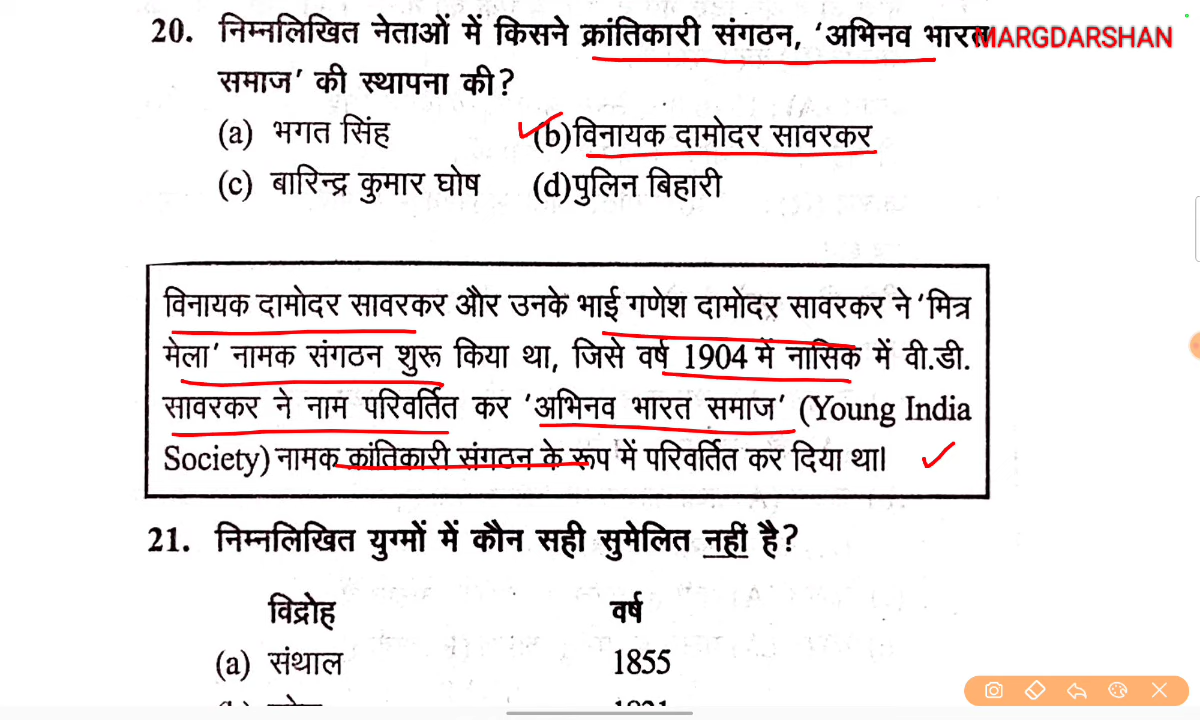 20. निम्नलिखित नेताओं में किसने क्रांतिकारी संगठन, ‘अभिनव भारत
MARGDARSHAN
समाज’ की स्थापना की?
(a) भगत सिंह (b) विनायक दामोदर सावरकर
(c) बारिन्द्र कुमार घोष (d) पुलिन बिहारी
विनायक दामोदर सावरकर और उनके भाई गणेश दामोदर सावरकर ने ‘मित्र
मेला’ नामक संगठन शुरू किया था, जिसे वर्ष 1904 में नासिक में वी.डी.
सावरकर ने नाम परिवर्तित कर ‘अभिनव भारत समाज’ (Young India
Society) नामक क्रांतिकारी संगठन के रूप में परिवर्तित कर दिया था।
21. निम्नलिखित युग्मों में कौन सही सुमेलित नहीं है?
विद्रोह वर्ष
(a) संथाल 1855